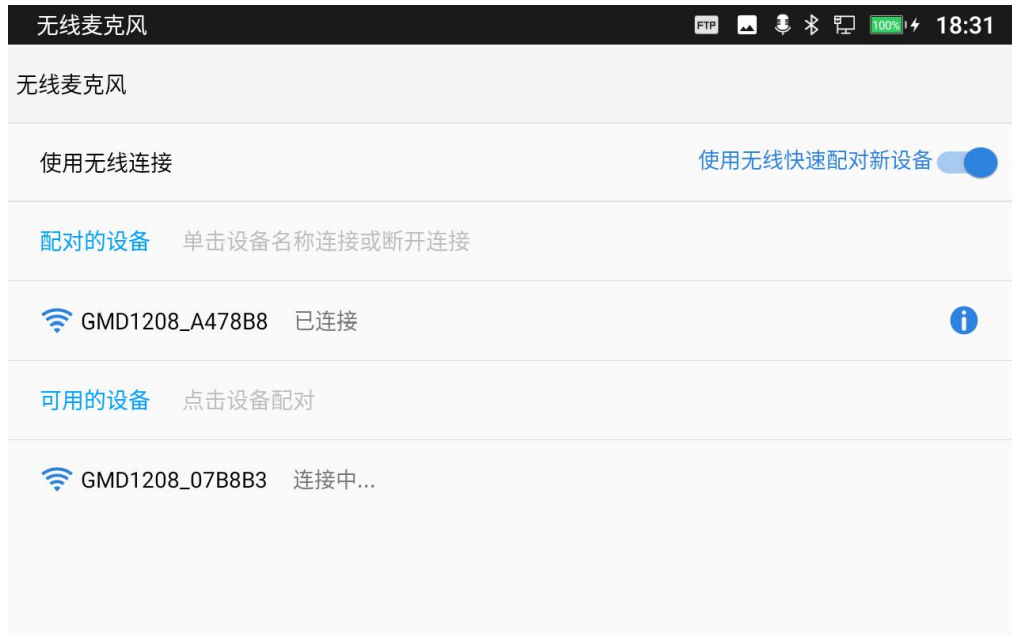 无线麦克风 FTP 100% 18:31
无线麦克风
使用无线连接 使用无线快速配对新设备
配对的设备 单击设备名称连接或断开连接
GMD1208_A478B8 已连接
可用的设备 点击设备配对
GMD1208_07B8B3 连接中...